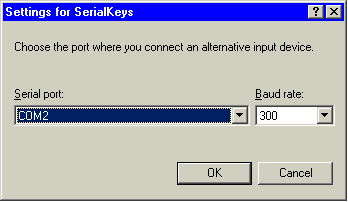 Settings for SerialKeys
Choose the port where you connect an alternative input device.
Serial port: Baud rate:
COM2 300
OK Cancel